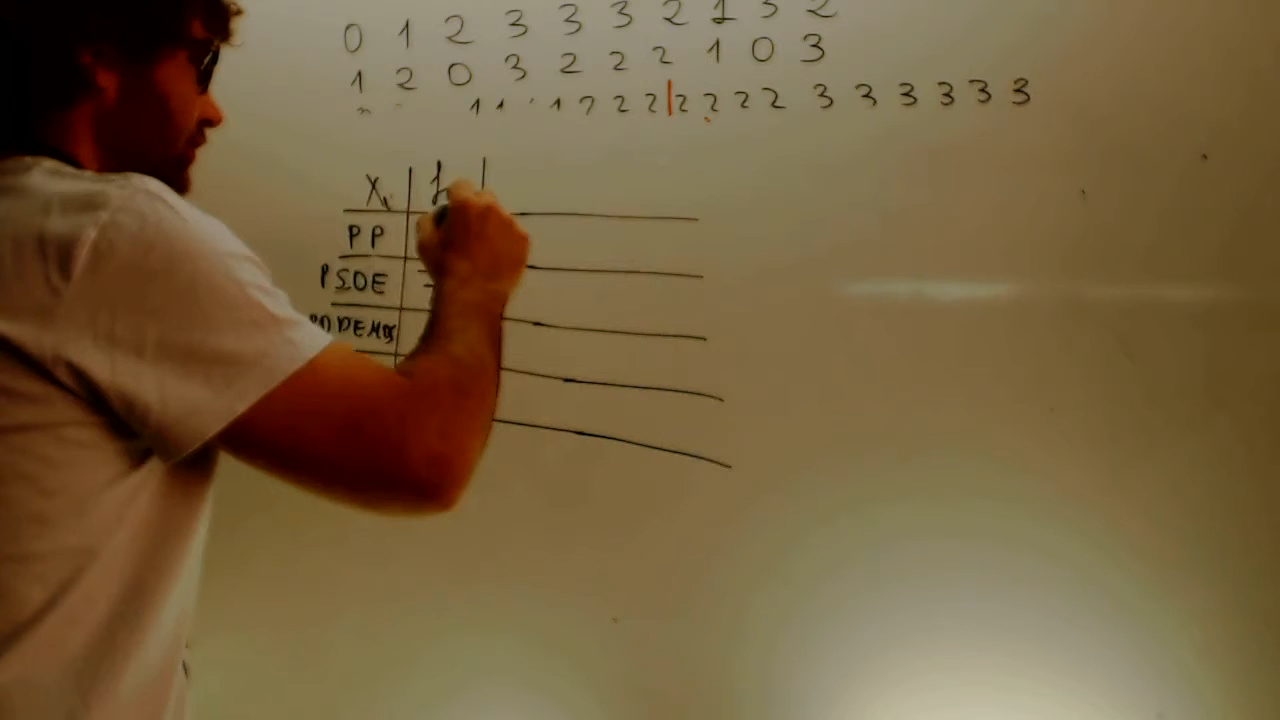 0 1 2 3 3 3 2 1 3 2
1 2 0 3 2 2 2 1 0 3
1 1 1 1 2 2 2 | 2 2 2 2 3 3 3 3 3 3
Xi
PP
PSOE
PODEMOS